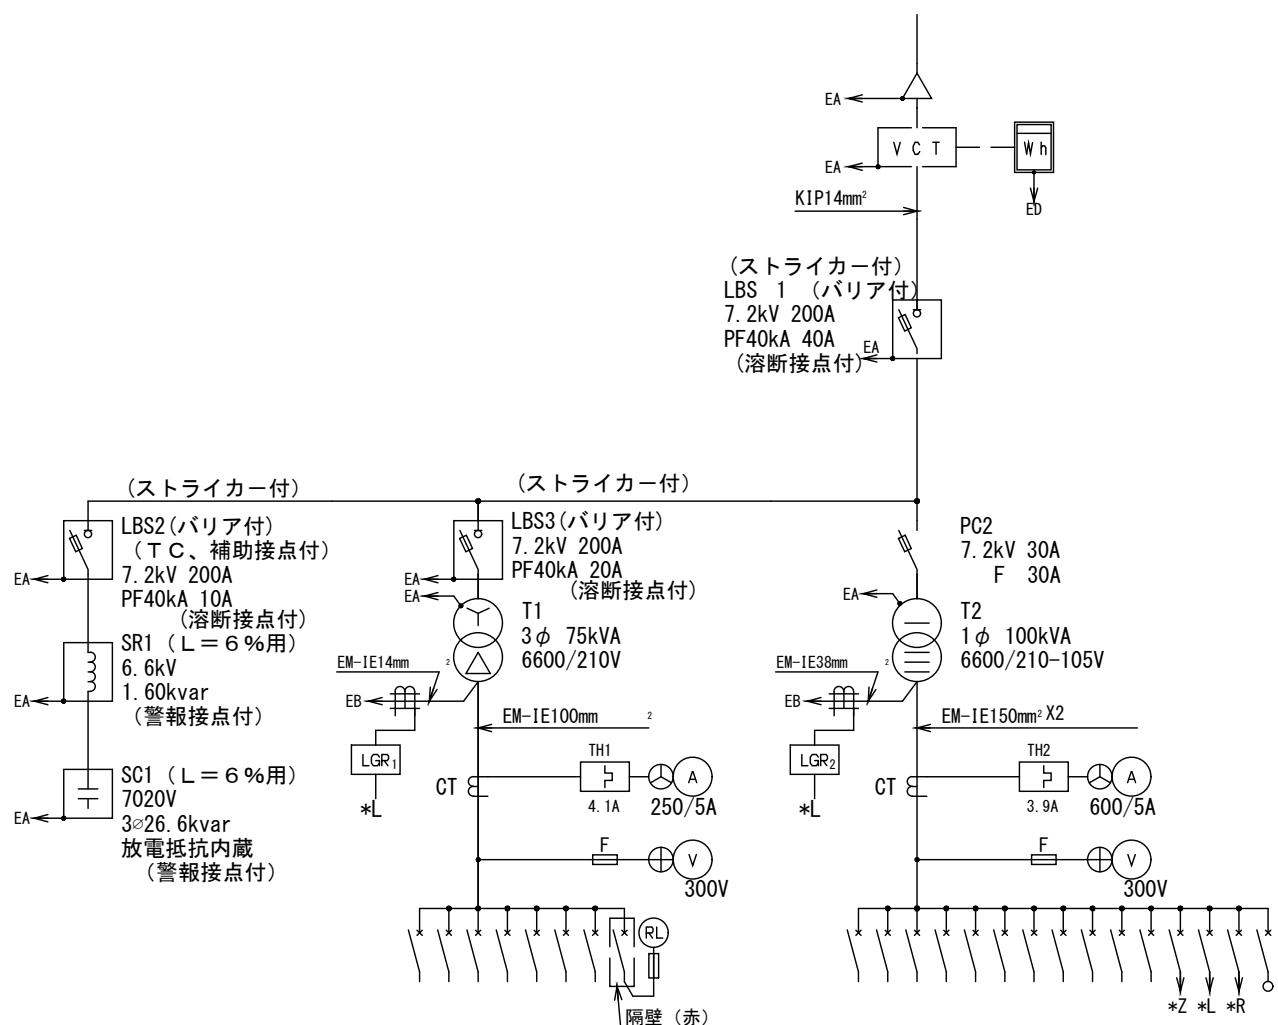 EA
V C T
Wh
EA
ED
KIP14mm²
(ストライカー付)
LBS 1 (バリア付)
7.2kV 200A
PF40kA 40A
EA
(溶断接点付)
(ストライカー付)
(ストライカー付)
LBS2(バリア付)
(TC、補助接点付)
7.2kV 200A
EA
PF40kA 10A
(溶断接点付)
LBS3(バリア付)
7.2kV 200A
EA
PF40kA 20A
(溶断接点付)
PC2
7.2kV 30A
F 30A
SR1 (L=6%用)
6.6kV
1.60kvar
EA
(警報接点付)
EA
T1
3φ 75kVA
6600/210V
EM-IE14mm²
EB
EM-IE100mm²
EA
T2
1φ 100kVA
6600/210-105V
EM-IE38mm²
EB
EM-IE150mm² X2
SC1 (L=6%用)
7020V
3∅26.6kvar
EA
放電抵抗内蔵
(警報接点付)
LGR₁
*L
CT
TH1
4.1A
A
250/5A
F
V
300V
LGR₂
*L
CT
TH2
3.9A
A
600/5A
F
V
300V
RL
隔壁 (赤)
*Z *L *R